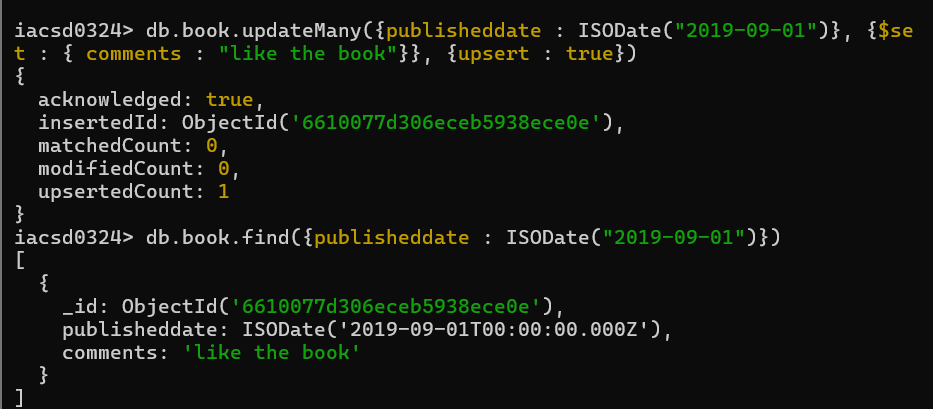 iacsd0324> db.book.updateMany({publisheddate : ISODate("2019-09-01")}, {$se
t : { comments : "like the book"}}, {upsert : true})
{
  acknowledged: true,
  insertedId: ObjectId('6610077d306eceb5938ece0e'),
  matchedCount: 0,
  modifiedCount: 0,
  upsertedCount: 1
}
iacsd0324> db.book.find({publisheddate : ISODate("2019-09-01")})
[
  {
    _id: ObjectId('6610077d306eceb5938ece0e'),
    publisheddate: ISODate('2019-09-01T00:00:00.000Z'),
    comments: 'like the book'
  }
]